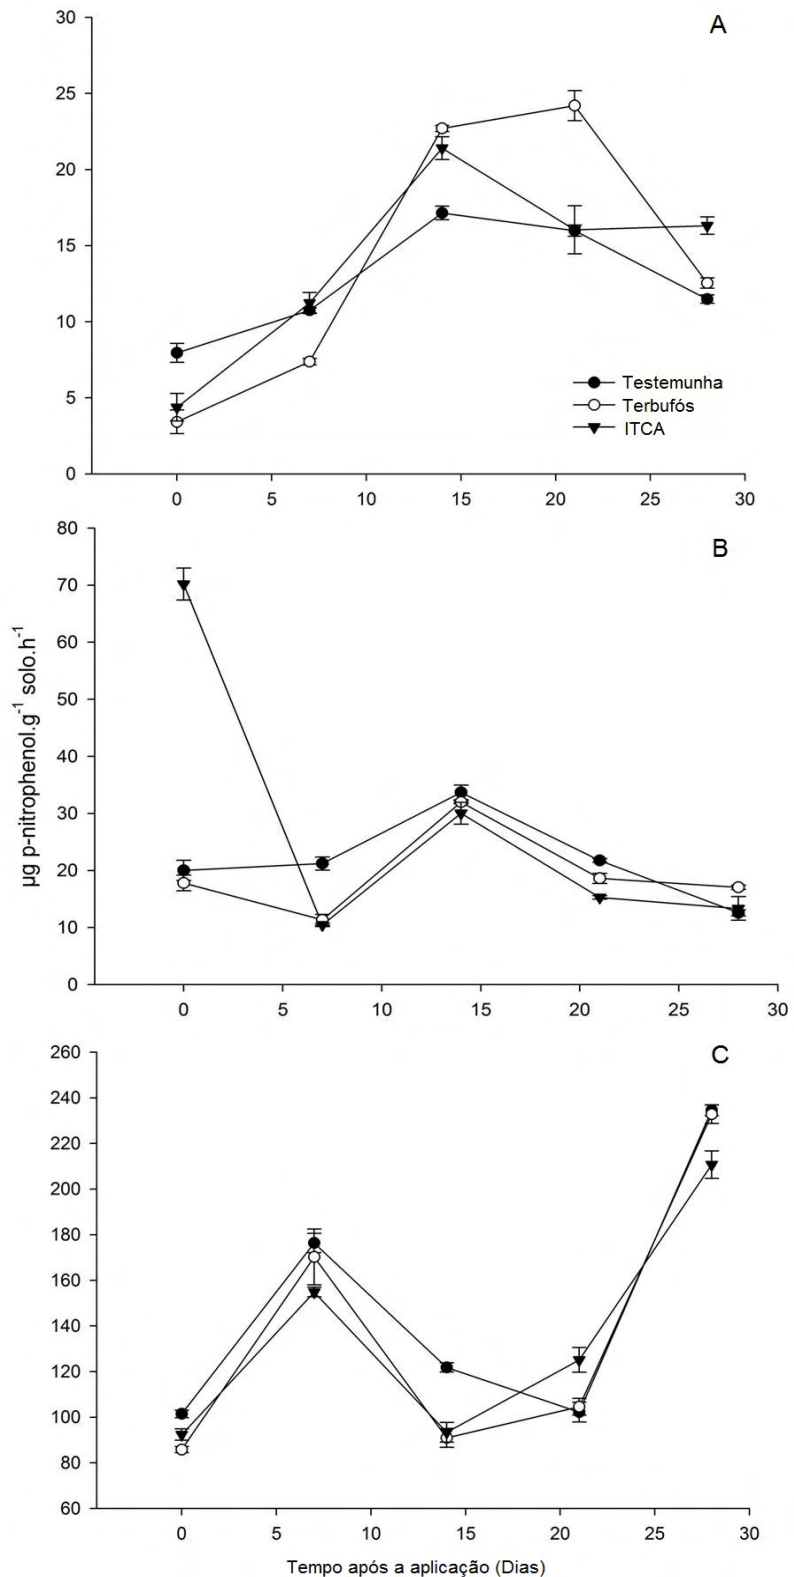 A
30
25
20
15
10
5
0
Testemunha
Terbufós
ITCA
0 5 10 15 20 25 30
B
80
70
60
50
40
30
20
10
0
µg p-nitrophenol.g⁻¹ solo.h⁻¹
0 5 10 15 20 25 30
C
260
240
220
200
180
160
140
120
100
80
60
0 5 10 15 20 25 30
Tempo após a aplicação (Dias)